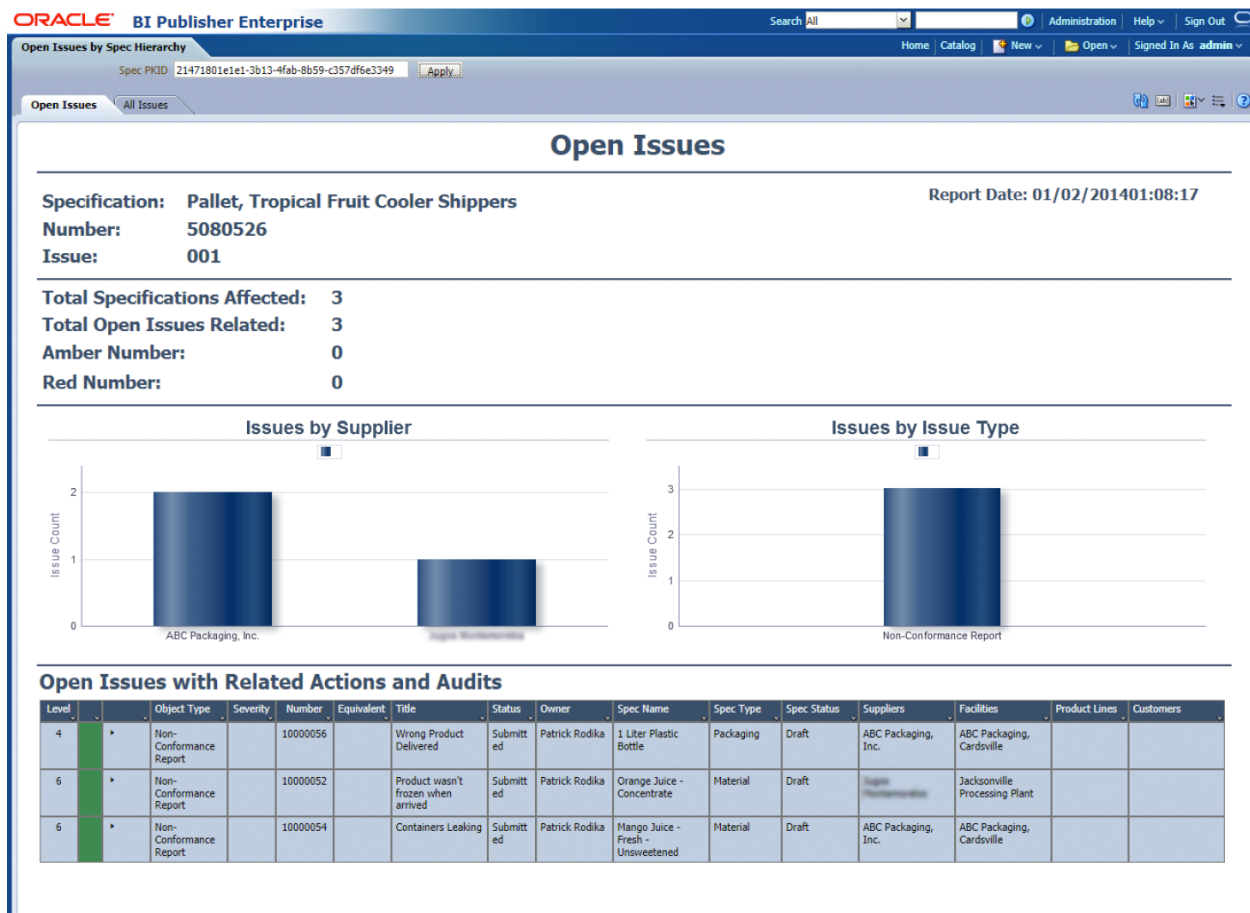 ORACLE BI Publisher Enterprise
Search All Administration Help Sign Out
Open Issues by Spec Hierarchy
Home Catalog New Open Signed In As admin
Spec PKID 21471801e1e1-3b13-4fab-8b59-c357df6e3349 Apply
Open Issues All Issues
Open Issues
Specification: Pallet, Tropical Fruit Cooler Shippers
Report Date: 01/02/201401:08:17
Number: 5080526
Issue: 001
Total Specifications Affected: 3
Total Open Issues Related: 3
Amber Number: 0
Red Number: 0
Issues by Supplier
Issue Count
2
1
0
ABC Packaging, Inc.
Issues by Issue Type
Issue Count
3
2
1
0
Non-Conformance Report
Open Issues with Related Actions and Audits
Level Object Type Severity Number Equivalent Title Status Owner Spec Name Spec Type Spec Status Suppliers Facilities Product Lines Customers
4 Non-Conformance Report 10000056 Wrong Product Delivered Submitted Patrick Rodika 1 Liter Plastic Bottle Packaging Draft ABC Packaging, Inc. ABC Packaging, Cardsville
6 Non-Conformance Report 10000052 Product wasn't frozen when arrived Submitted Patrick Rodika Orange Juice - Concentrate Material Draft Jacksonville Processing Plant
6 Non-Conformance Report 10000054 Containers Leaking Submitted Patrick Rodika Mango Juice - Fresh - Unsweetened Material Draft ABC Packaging, Inc. ABC Packaging, Cardsville